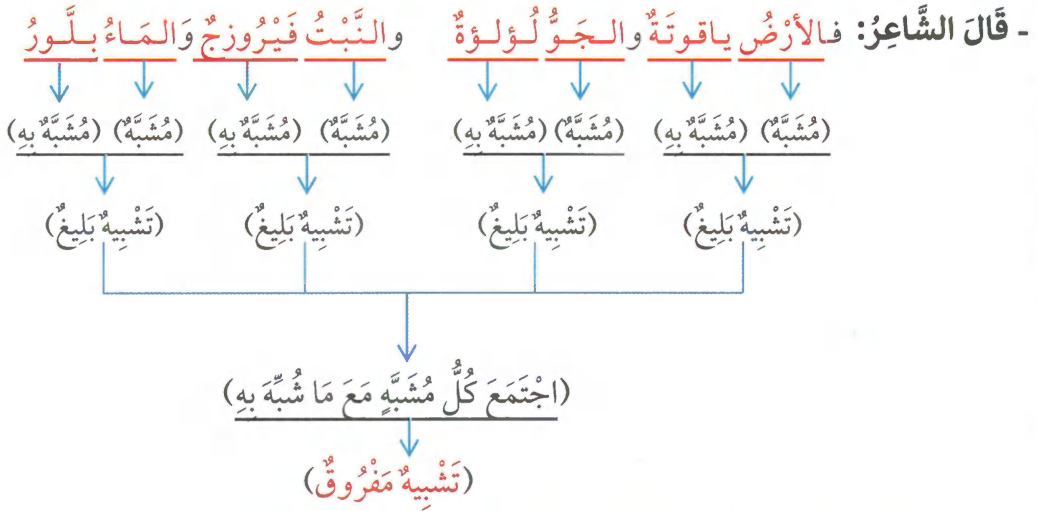 - قَالَ الشَّاعِرُ: فالأرْضُ ياقوتَةٌ والجَوُّ لُؤلؤةٌ والنَّبْتُ فَيْرُوزجٌ وَالمَاءُ بلَّورُ
(مُشَبَّهٌ) (مُشَبَّهٌ بِهِ) (مُشَبَّهٌ) (مُشَبَّهٌ بِهِ) (مُشَبَّهٌ) (مُشَبَّهٌ بِهِ) (مُشَبَّهٌ) (مُشَبَّهٌ بِهِ)
(تَشْبِيهٌ بَلِيغٌ) (تَشْبِيهٌ بَلِيغٌ) (تَشْبِيهٌ بَلِيغٌ) (تَشْبِيهٌ بَلِيغٌ)
(اجْتَمَعَ كُلُّ مُشَبَّهٍ مَعَ مَا شُبِّهَ بِهِ)
(تَشْبِيهٌ مَفْرُوقٌ)